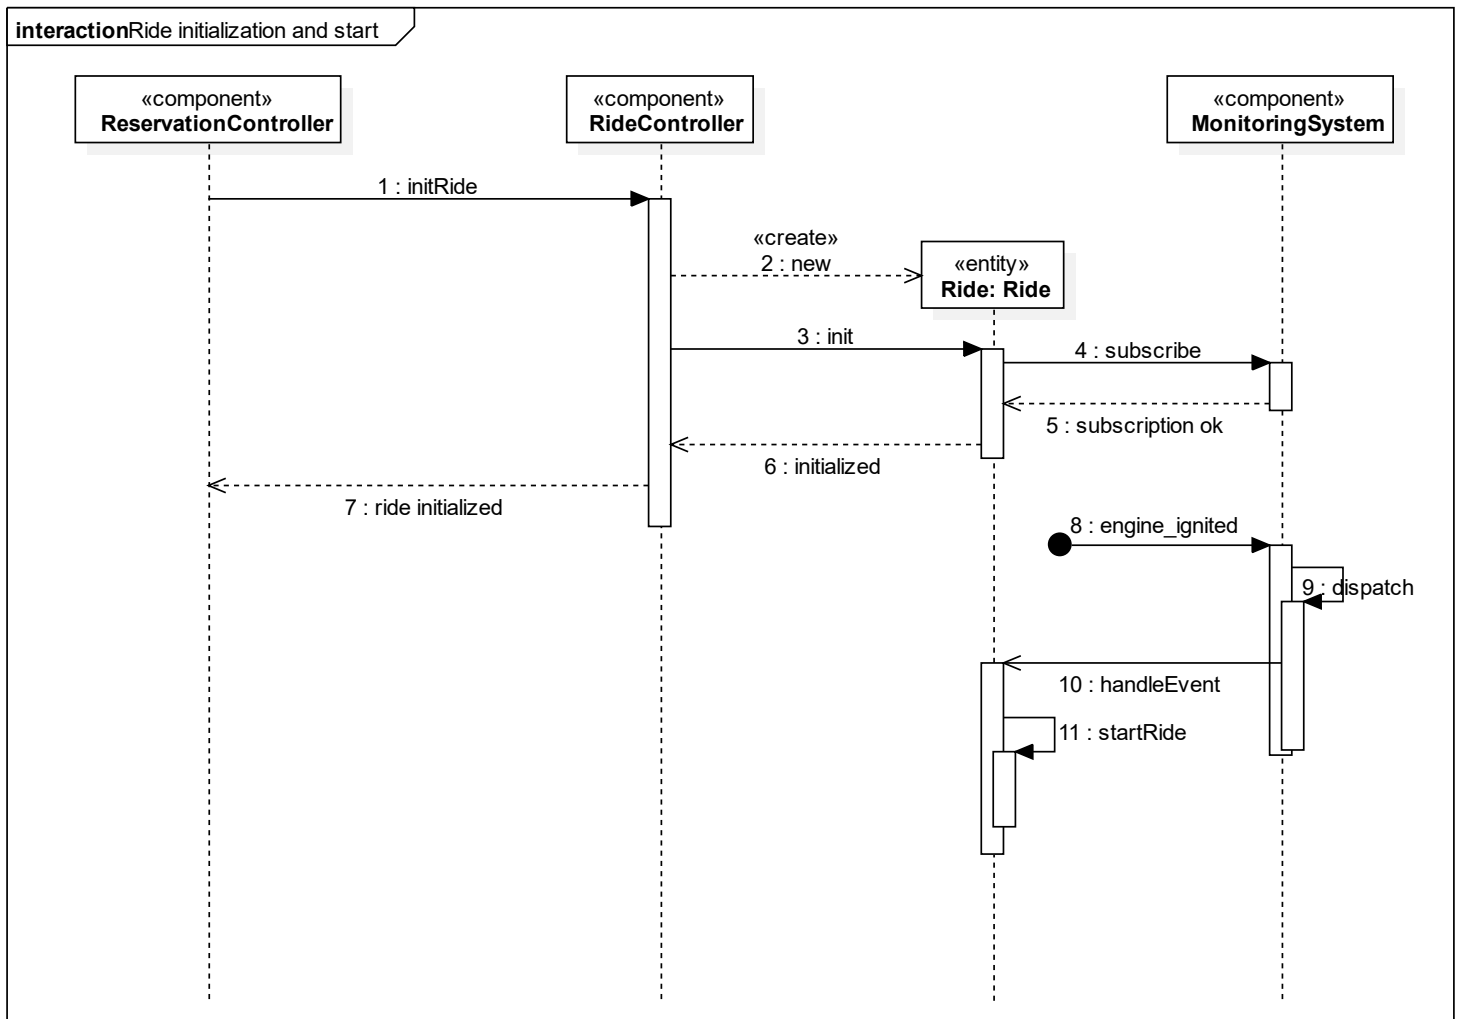 interactionRide initialization and start
«component»
ReservationController
«component»
RideController
«component»
MonitoringSystem
1 : initRide
«create»
2 : new
«entity»
Ride: Ride
3 : init
4 : subscribe
5 : subscription ok
6 : initialized
7 : ride initialized
8 : engine_ignited
9 : dispatch
10 : handleEvent
11 : startRide